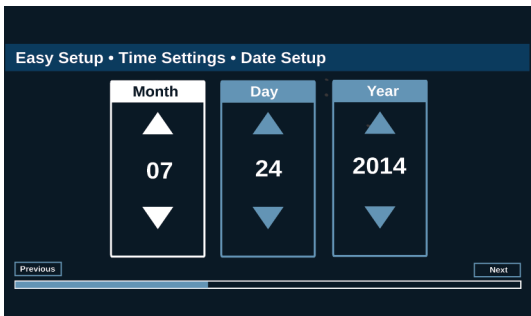 Easy Setup • Time Settings • Date Setup
Month Day Year
07 24 2014
Previous Next